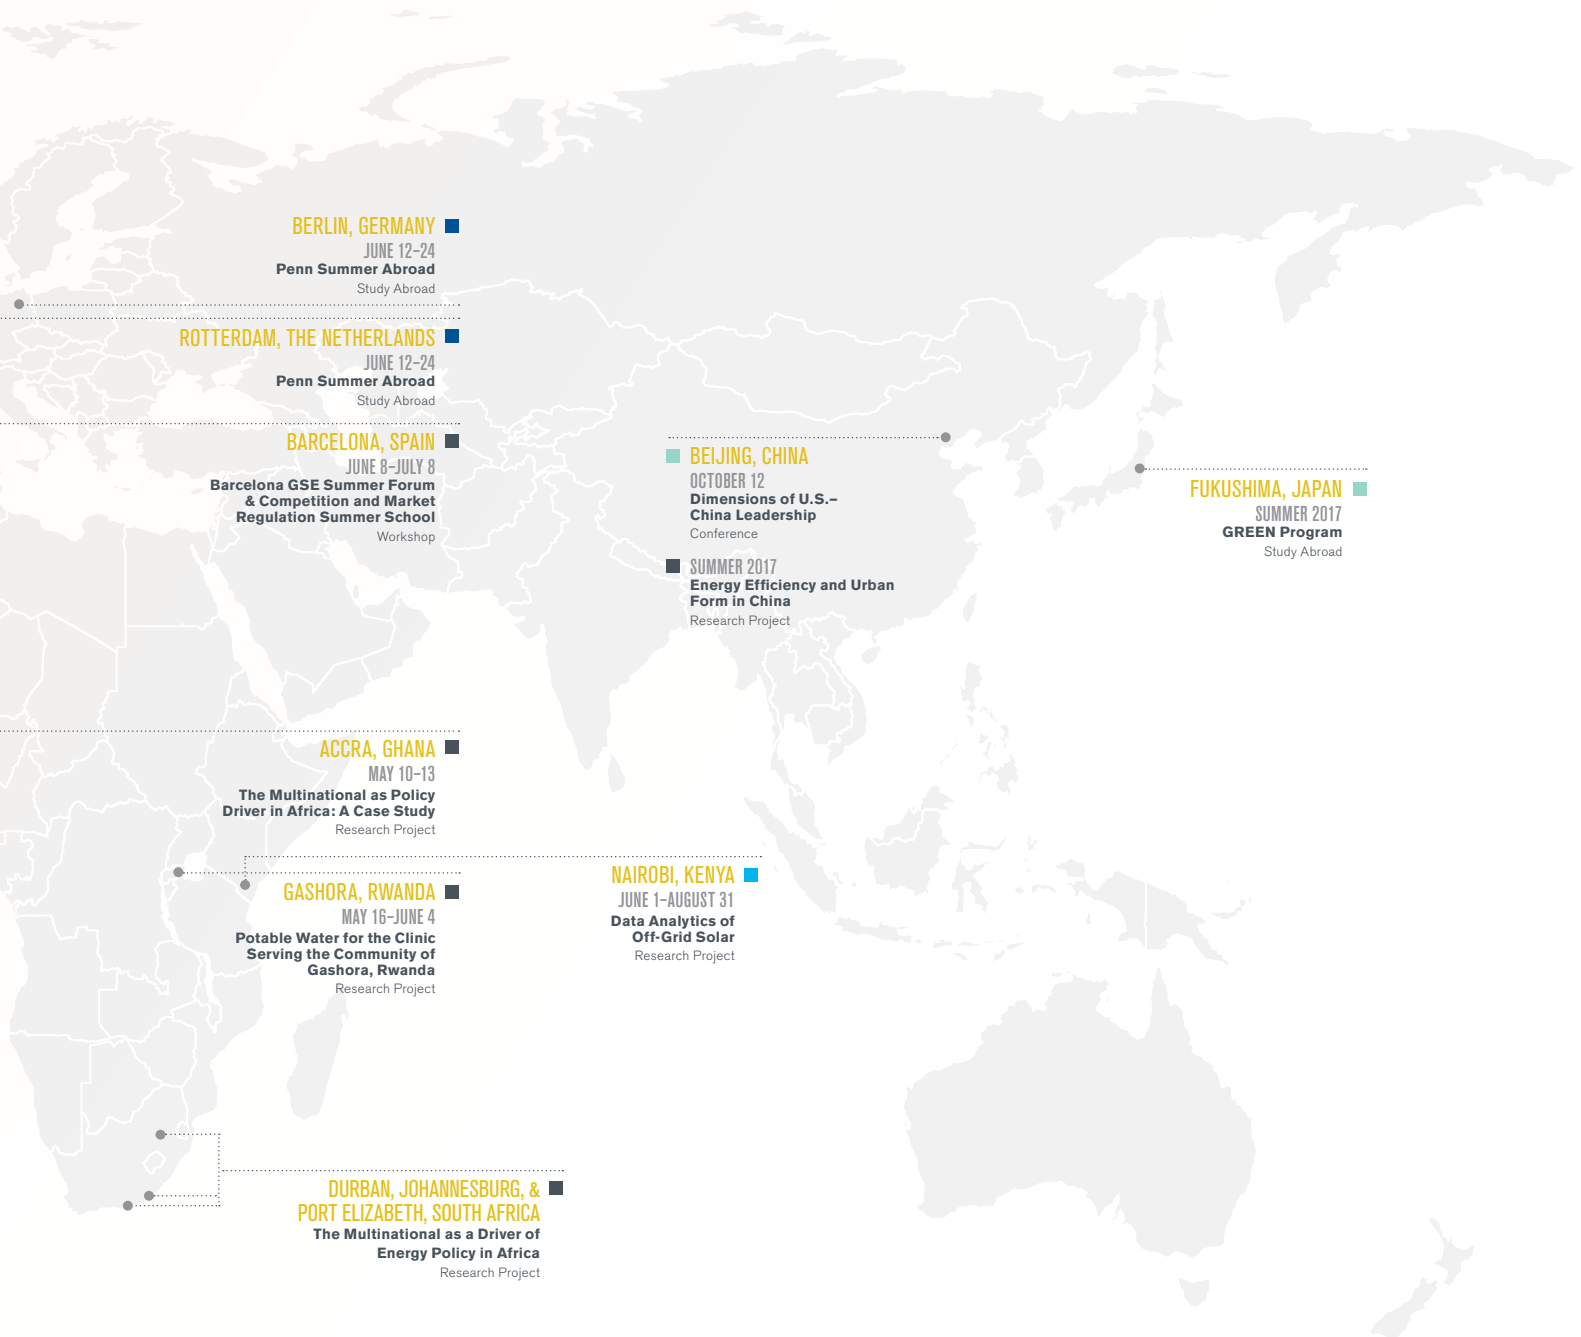 BERLIN, GERMANY
JUNE 12–24
Penn Summer Abroad
Study Abroad
ROTTERDAM, THE NETHERLANDS
JUNE 12–24
Penn Summer Abroad
Study Abroad
BARCELONA, SPAIN
JUNE 8–JULY 8
Barcelona GSE Summer Forum
& Competition and Market
Regulation Summer School
Workshop
BEIJING, CHINA
OCTOBER 12
Dimensions of U.S.–
China Leadership
Conference
SUMMER 2017
Energy Efficiency and Urban
Form in China
Research Project
FUKUSHIMA, JAPAN
SUMMER 2017
GREEN Program
Study Abroad
ACCRA, GHANA
MAY 10–13
The Multinational as Policy
Driver in Africa: A Case Study
Research Project
GASHORA, RWANDA
MAY 16–JUNE 4
Potable Water for the Clinic
Serving the Community of
Gashora, Rwanda
Research Project
NAIROBI, KENYA
JUNE 1–AUGUST 31
Data Analytics of
Off-Grid Solar
Research Project
DURBAN, JOHANNESBURG, &
PORT ELIZABETH, SOUTH AFRICA
The Multinational as a Driver of
Energy Policy in Africa
Research Project